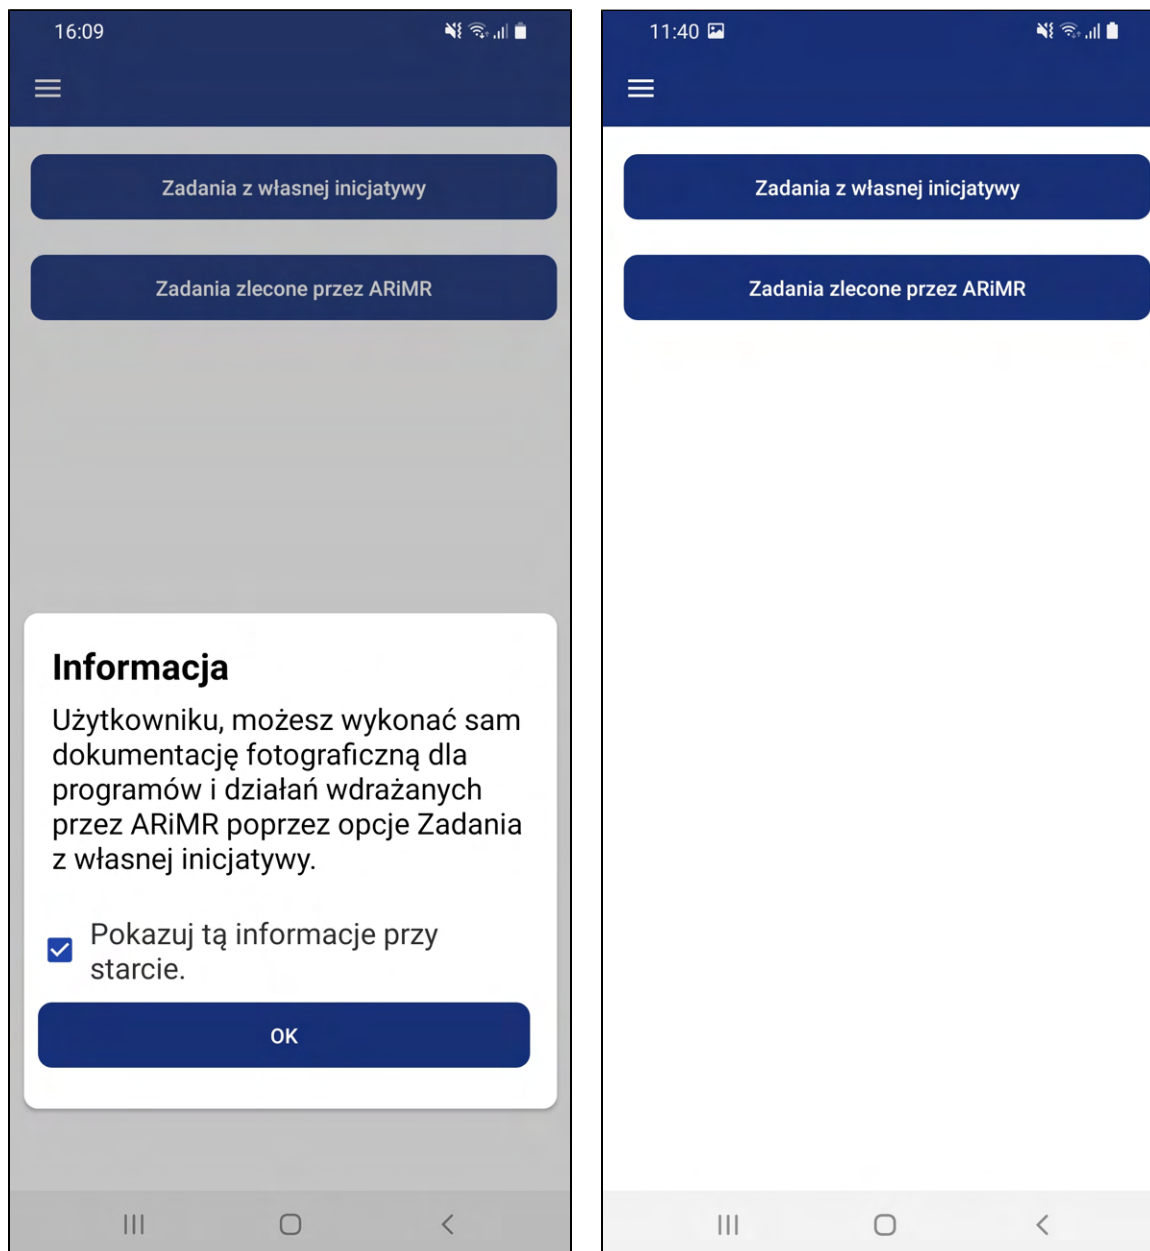 16:09
Zadania z własnej inicjatywy
Zadania zlecone przez ARiMR
Informacja
Użytkowniku, możesz wykonać sam
dokumentację fotograficzną dla
programów i działań wdrażanych
przez ARiMR poprzez opcje Zadania
z własnej inicjatywy.
Pokazuj tą informacje przy
starcie.
OK
11:40
Zadania z własnej inicjatywy
Zadania zlecone przez ARiMR